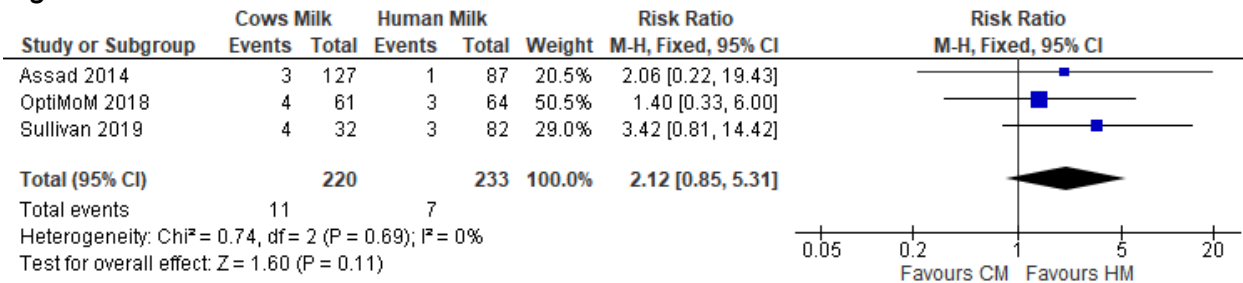 Cows Milk Human Milk Risk Ratio Risk Ratio
Study or Subgroup Events Total Events Total Weight M-H, Fixed, 95% CI M-H, Fixed, 95% CI
Assad 2014 3 127 1 87 20.5% 2.06 [0.22, 19.43]
OptiMoM 2018 4 61 3 64 50.5% 1.40 [0.33, 6.00]
Sullivan 2019 4 32 3 82 29.0% 3.42 [0.81, 14.42]
Total (95% CI) 220 233 100.0% 2.12 [0.85, 5.31]
Total events 11 7
Heterogeneity: Chi² = 0.74, df = 2 (P = 0.69); I² = 0%
Test for overall effect: Z = 1.60 (P = 0.11)
0.05 0.2 1 5 20
Favours CM Favours HM